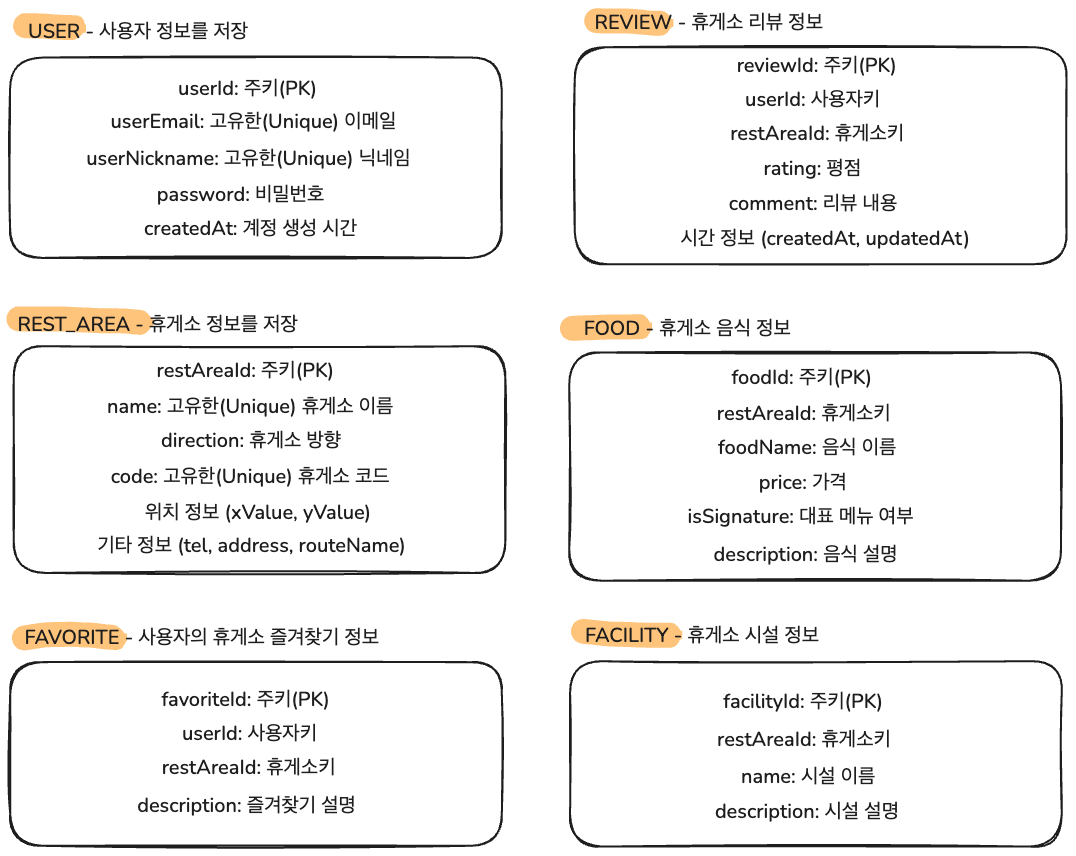 USER - 사용자 정보를 저장
userId: 주키(PK)
userEmail: 고유한(Unique) 이메일
userNickname: 고유한(Unique) 닉네임
password: 비밀번호
createdAt: 계정 생성 시간
REVIEW - 휴게소 리뷰 정보
reviewId: 주키(PK)
userId: 사용자키
restAreaId: 휴게소키
rating: 평점
comment: 리뷰 내용
시간 정보 (createdAt, updatedAt)
REST_AREA - 휴게소 정보를 저장
restAreaId: 주키(PK)
name: 고유한(Unique) 휴게소 이름
direction: 휴게소 방향
code: 고유한(Unique) 휴게소 코드
위치 정보 (xValue, yValue)
기타 정보 (tel, address, routeName)
FOOD - 휴게소 음식 정보
foodId: 주키(PK)
restAreaId: 휴게소키
foodName: 음식 이름
price: 가격
isSignature: 대표 메뉴 여부
description: 음식 설명
FAVORITE - 사용자의 휴게소 즐겨찾기 정보
favoriteId: 주키(PK)
userId: 사용자키
restAreaId: 휴게소키
description: 즐겨찾기 설명
FACILITY - 휴게소 시설 정보
facilityId: 주키(PK)
restAreaId: 휴게소키
name: 시설 이름
description: 시설 설명